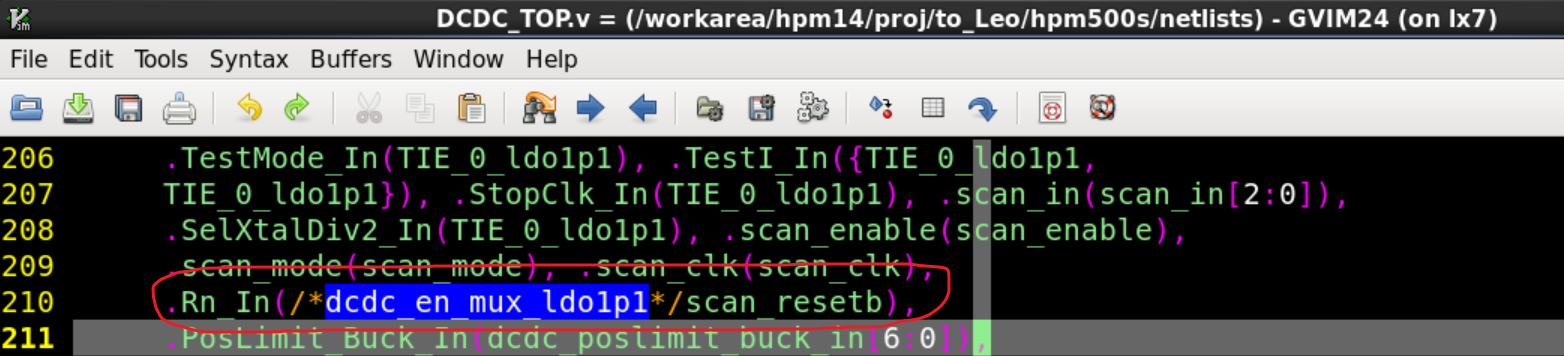 DCDC_TOP.v = (/workarea/hpm14/proj/to_Leo/hpm500s/netlists) - GVIM24 (on lx7)
File Edit Tools Syntax Buffers Window Help
206 .TestMode_In(TIE_0_ldo1p1), .TestI_In({TIE_0_ldo1p1,
207 TIE_0_ldo1p1}), .StopClk_In(TIE_0_ldo1p1), .scan_in(scan_in[2:0]),
208 .SelXtalDiv2_In(TIE_0_ldo1p1), .scan_enable(scan_enable),
209 .scan_mode(scan_mode), .scan_clk(scan_clk),
210 .Rn_In(/*dcdc_en_mux_ldo1p1*/scan_resetb),
211 .PosLimit_Buck_In(dcdc_poslimit_buck_in[6:0]),